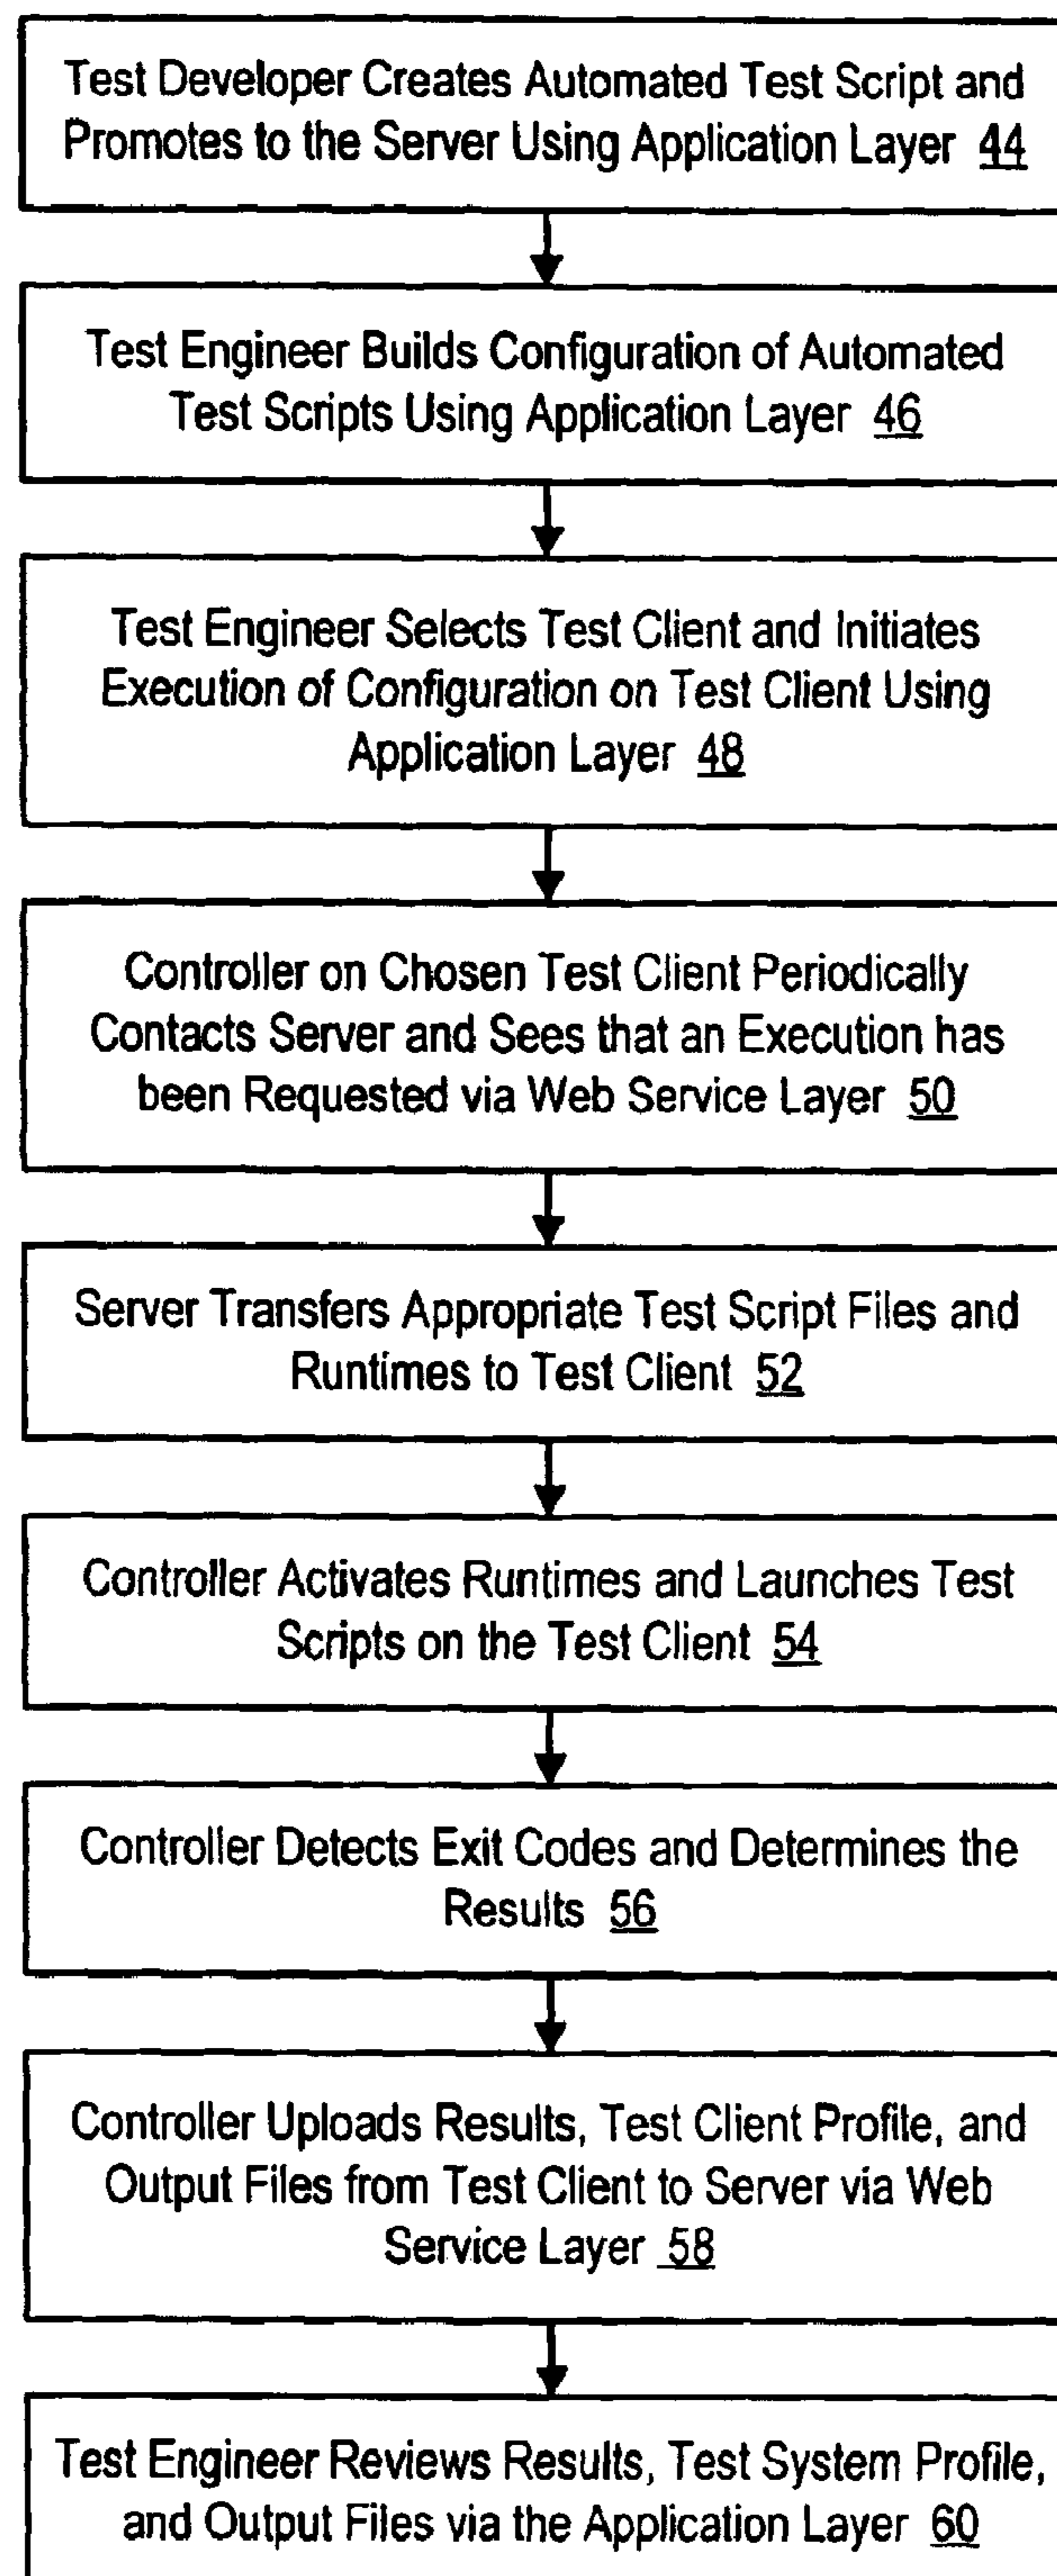 Test Developer Creates Automated Test Script and
Promotes to the Server Using Application Layer 44
Test Engineer Builds Configuration of Automated
Test Scripts Using Application Layer 46
Test Engineer Selects Test Client and Initiates
Execution of Configuration on Test Client Using
Application Layer 48
Controller on Chosen Test Client Periodically
Contacts Server and Sees that an Execution has
been Requested via Web Service Layer 50
Server Transfers Appropriate Test Script Files and
Runtimes to Test Client 52
Controller Activates Runtimes and Launches Test
Scripts on the Test Client 54
Controller Detects Exit Codes and Determines the
Results 56
Controller Uploads Results, Test Client Profile, and
Output Files from Test Client to Server via Web
Service Layer 58
Test Engineer Reviews Results, Test System Profile,
and Output Files via the Application Layer 60